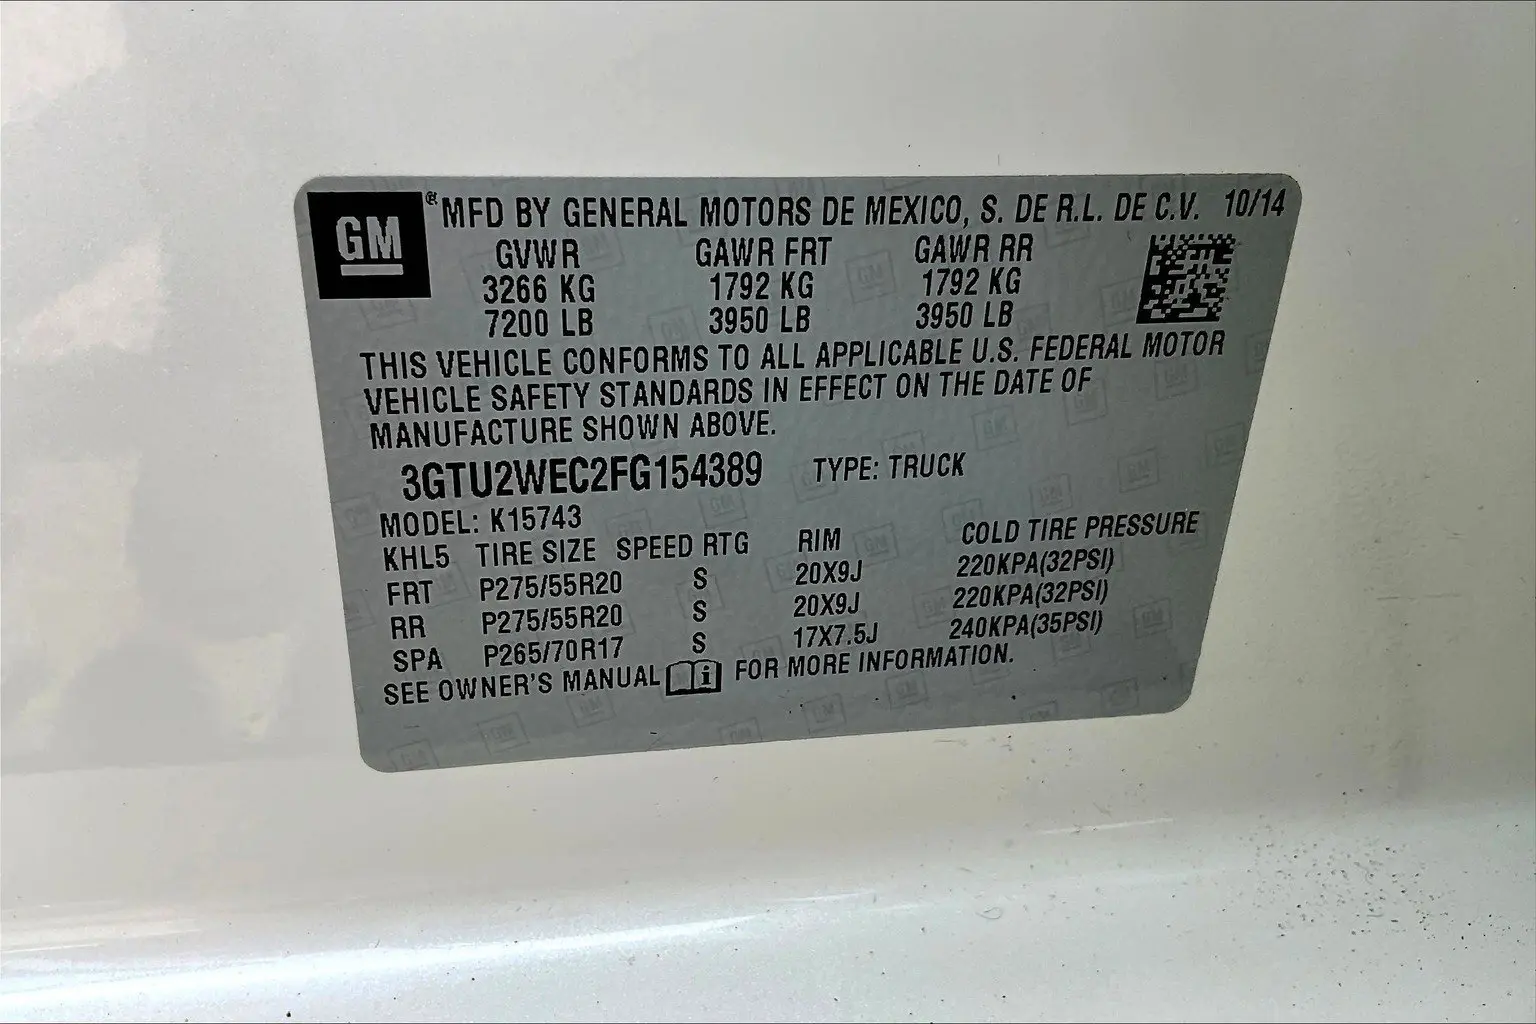 GM ® MFD BY GENERAL MOTORS DE MEXICO, S. DE R.L. DE C.V. 10/14
GVWR GAWR FRT GAWR RR
3266 KG 1792 KG 1792 KG
7200 LB 3950 LB 3950 LB
THIS VEHICLE CONFORMS TO ALL APPLICABLE U.S. FEDERAL MOTOR
VEHICLE SAFETY STANDARDS IN EFFECT ON THE DATE OF
MANUFACTURE SHOWN ABOVE.
3GTU2WEC2FG154389 TYPE: TRUCK
MODEL: K15743
KHL5 TIRE SIZE SPEED RTG RIM COLD TIRE PRESSURE
FRT P275/55R20 S 20X9J 220KPA(32PSI)
RR P275/55R20 S 20X9J 220KPA(32PSI)
SPA P265/70R17 S 17X7.5J 240KPA(35PSI)
SEE OWNER'S MANUAL i FOR MORE INFORMATION.